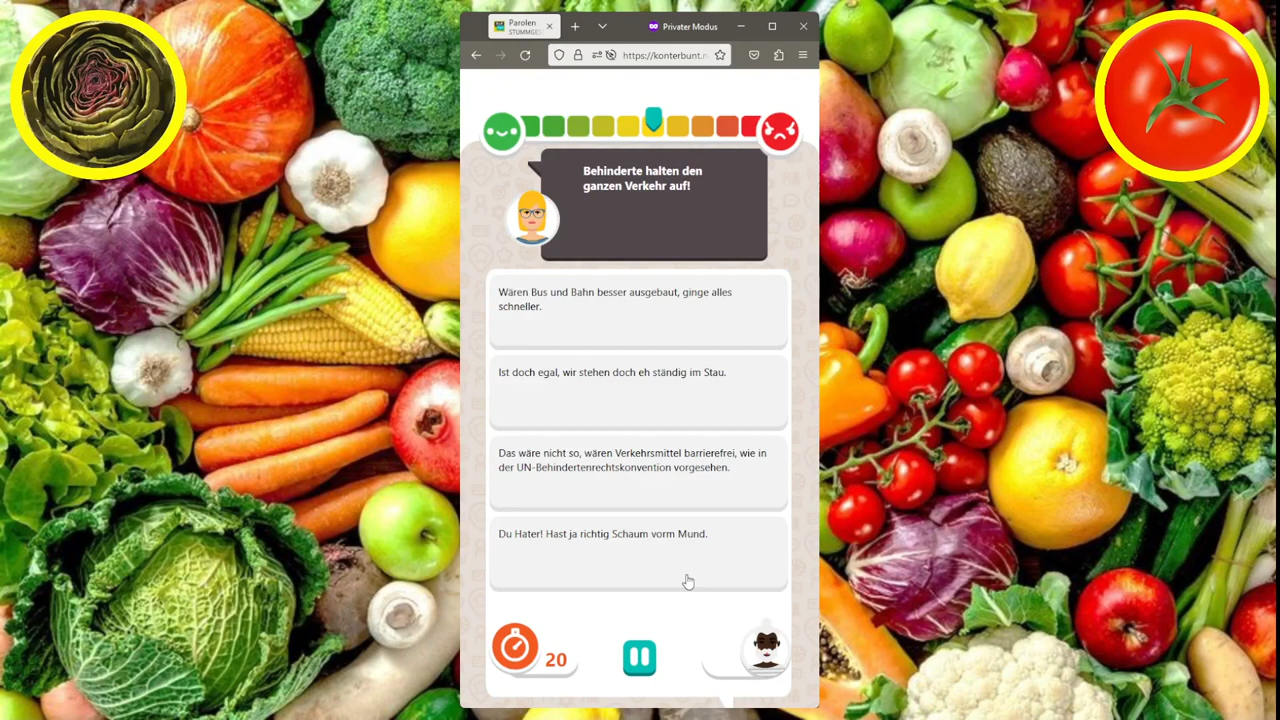 Parolen
STUMMGES
Privater Modus
https://konterbunt.
Behinderte halten den
ganzen Verkehr auf!
Wären Bus und Bahn besser ausgebaut, ginge alles
schneller.
Ist doch egal, wir stehen doch eh ständig im Stau.
Das wäre nicht so, wären Verkehrsmittel barrierefrei, wie in
der UN-Behindertenrechtskonvention vorgesehen.
Du Hater! Hast ja richtig Schaum vorm Mund.
20